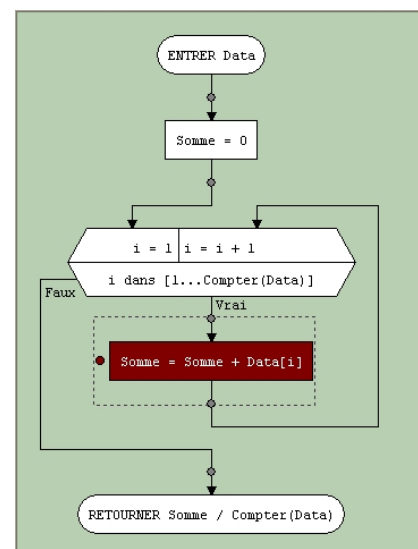 ENTRER Data
Somme = 0
i = 1 i = i + 1
i dans [1...Compter(Data)]
Faux
Vrai
Somme = Somme + Data[i]
RETOURNER Somme / Compter(Data)